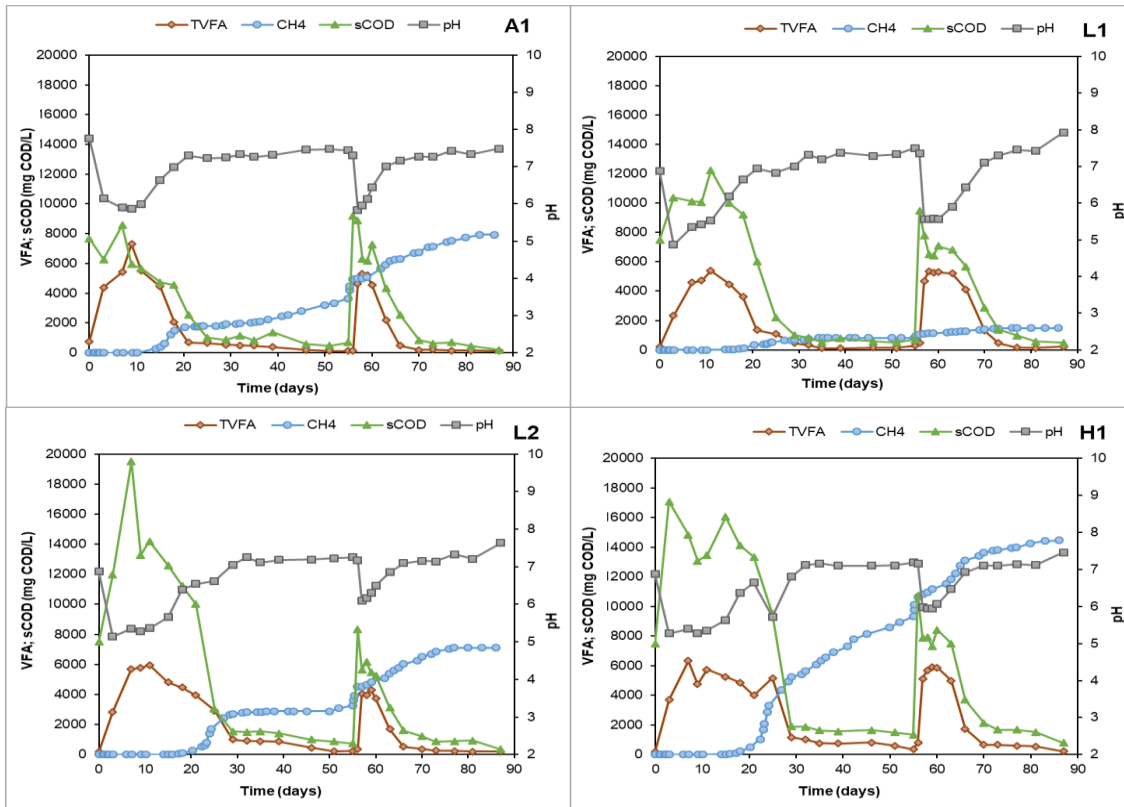 TVFA CH4 sCOD pH A1
20000 18000 16000 14000 12000 10000 8000 6000 4000 2000 0
VFA; sCOD (mg COD/L)
10 9 8 7 6 5 4 3 2
pH
0 10 20 30 40 50 60 70 80 90
Time (days)
TVFA CH4 sCOD pH L1
20000 18000 16000 14000 12000 10000 8000 6000 4000 2000 0
VFA; sCOD (mg COD/L)
10 9 8 7 6 5 4 3 2
pH
0 10 20 30 40 50 60 70 80 90
Time (days)
TVFA CH4 sCOD pH
L2
20000 18000 16000 14000 12000 10000 8000 6000 4000 2000 0
VFA; sCOD (mg COD/L)
10 9 8 7 6 5 4 3 2
pH
0 10 20 30 40 50 60 70 80 90
Time (days)
TVFA CH4 sCOD pH
H1
20000 18000 16000 14000 12000 10000 8000 6000 4000 2000 0
VFA; sCOD (mg COD/L)
10 9 8 7 6 5 4 3 2
pH
0 10 20 30 40 50 60 70 80 90
Time (days)